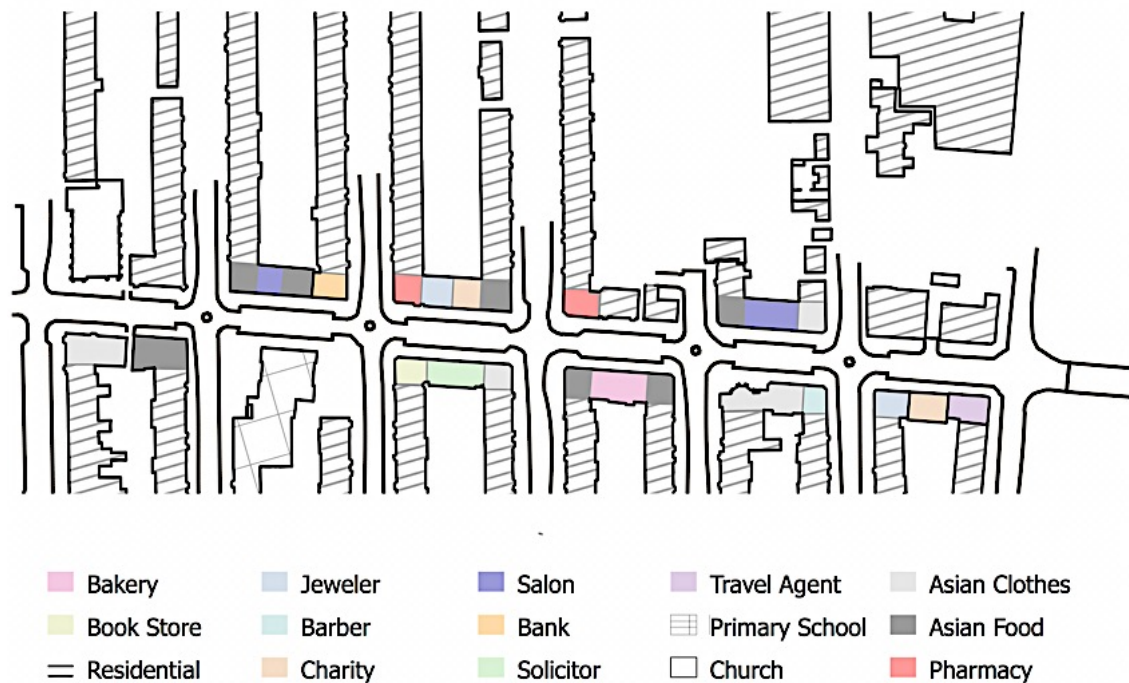 Bakery
Jeweler
Salon
Travel Agent
Asian Clothes
Book Store
Barber
Bank
Primary School
Asian Food
Residential
Charity
Solicitor
Church
Pharmacy